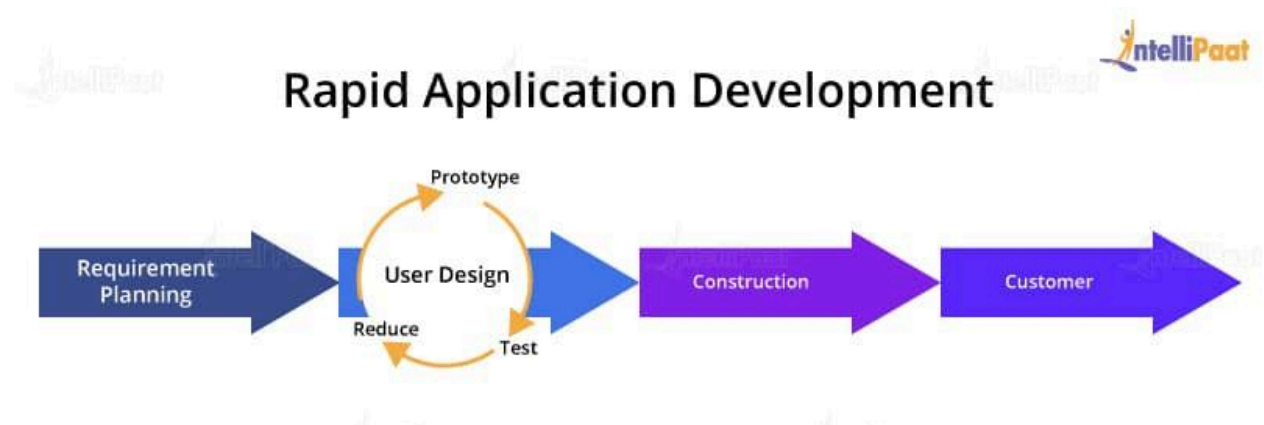 IntelliPaat
Rapid Application Development
Prototype
Requirement
Planning
User Design
Construction
Customer
Reduce
Test